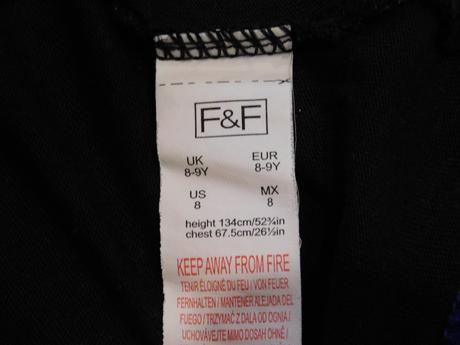 F&F
UK EUR
8-9Y 8-9Y
US MX
8 8
height 134cm/52¾in
chest 67.5cm/26½in
KEEP AWAY FROM FIRE
TENIR ÉLOIGNÉ DU FEU / VON FEUER
FERNHALTEN / MANTENER ALEJADA DEL
FUEGO / TRZYMAĆ Z DALA OD OGNIA /
UCHOVÁVEJTE MIMO DOSAH OHNĚ /